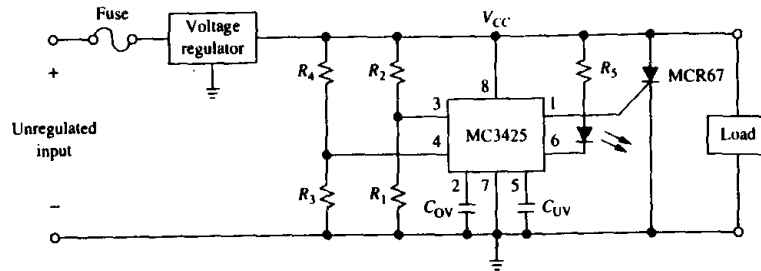 Fuse
Voltage
regulator
V_CC
R_4
R_2
R_5
MCR67
8
3
1
4
MC3425
6
+
Unregulated
input
−
Load
2
7
5
R_3
R_1
C_OV
C_UV